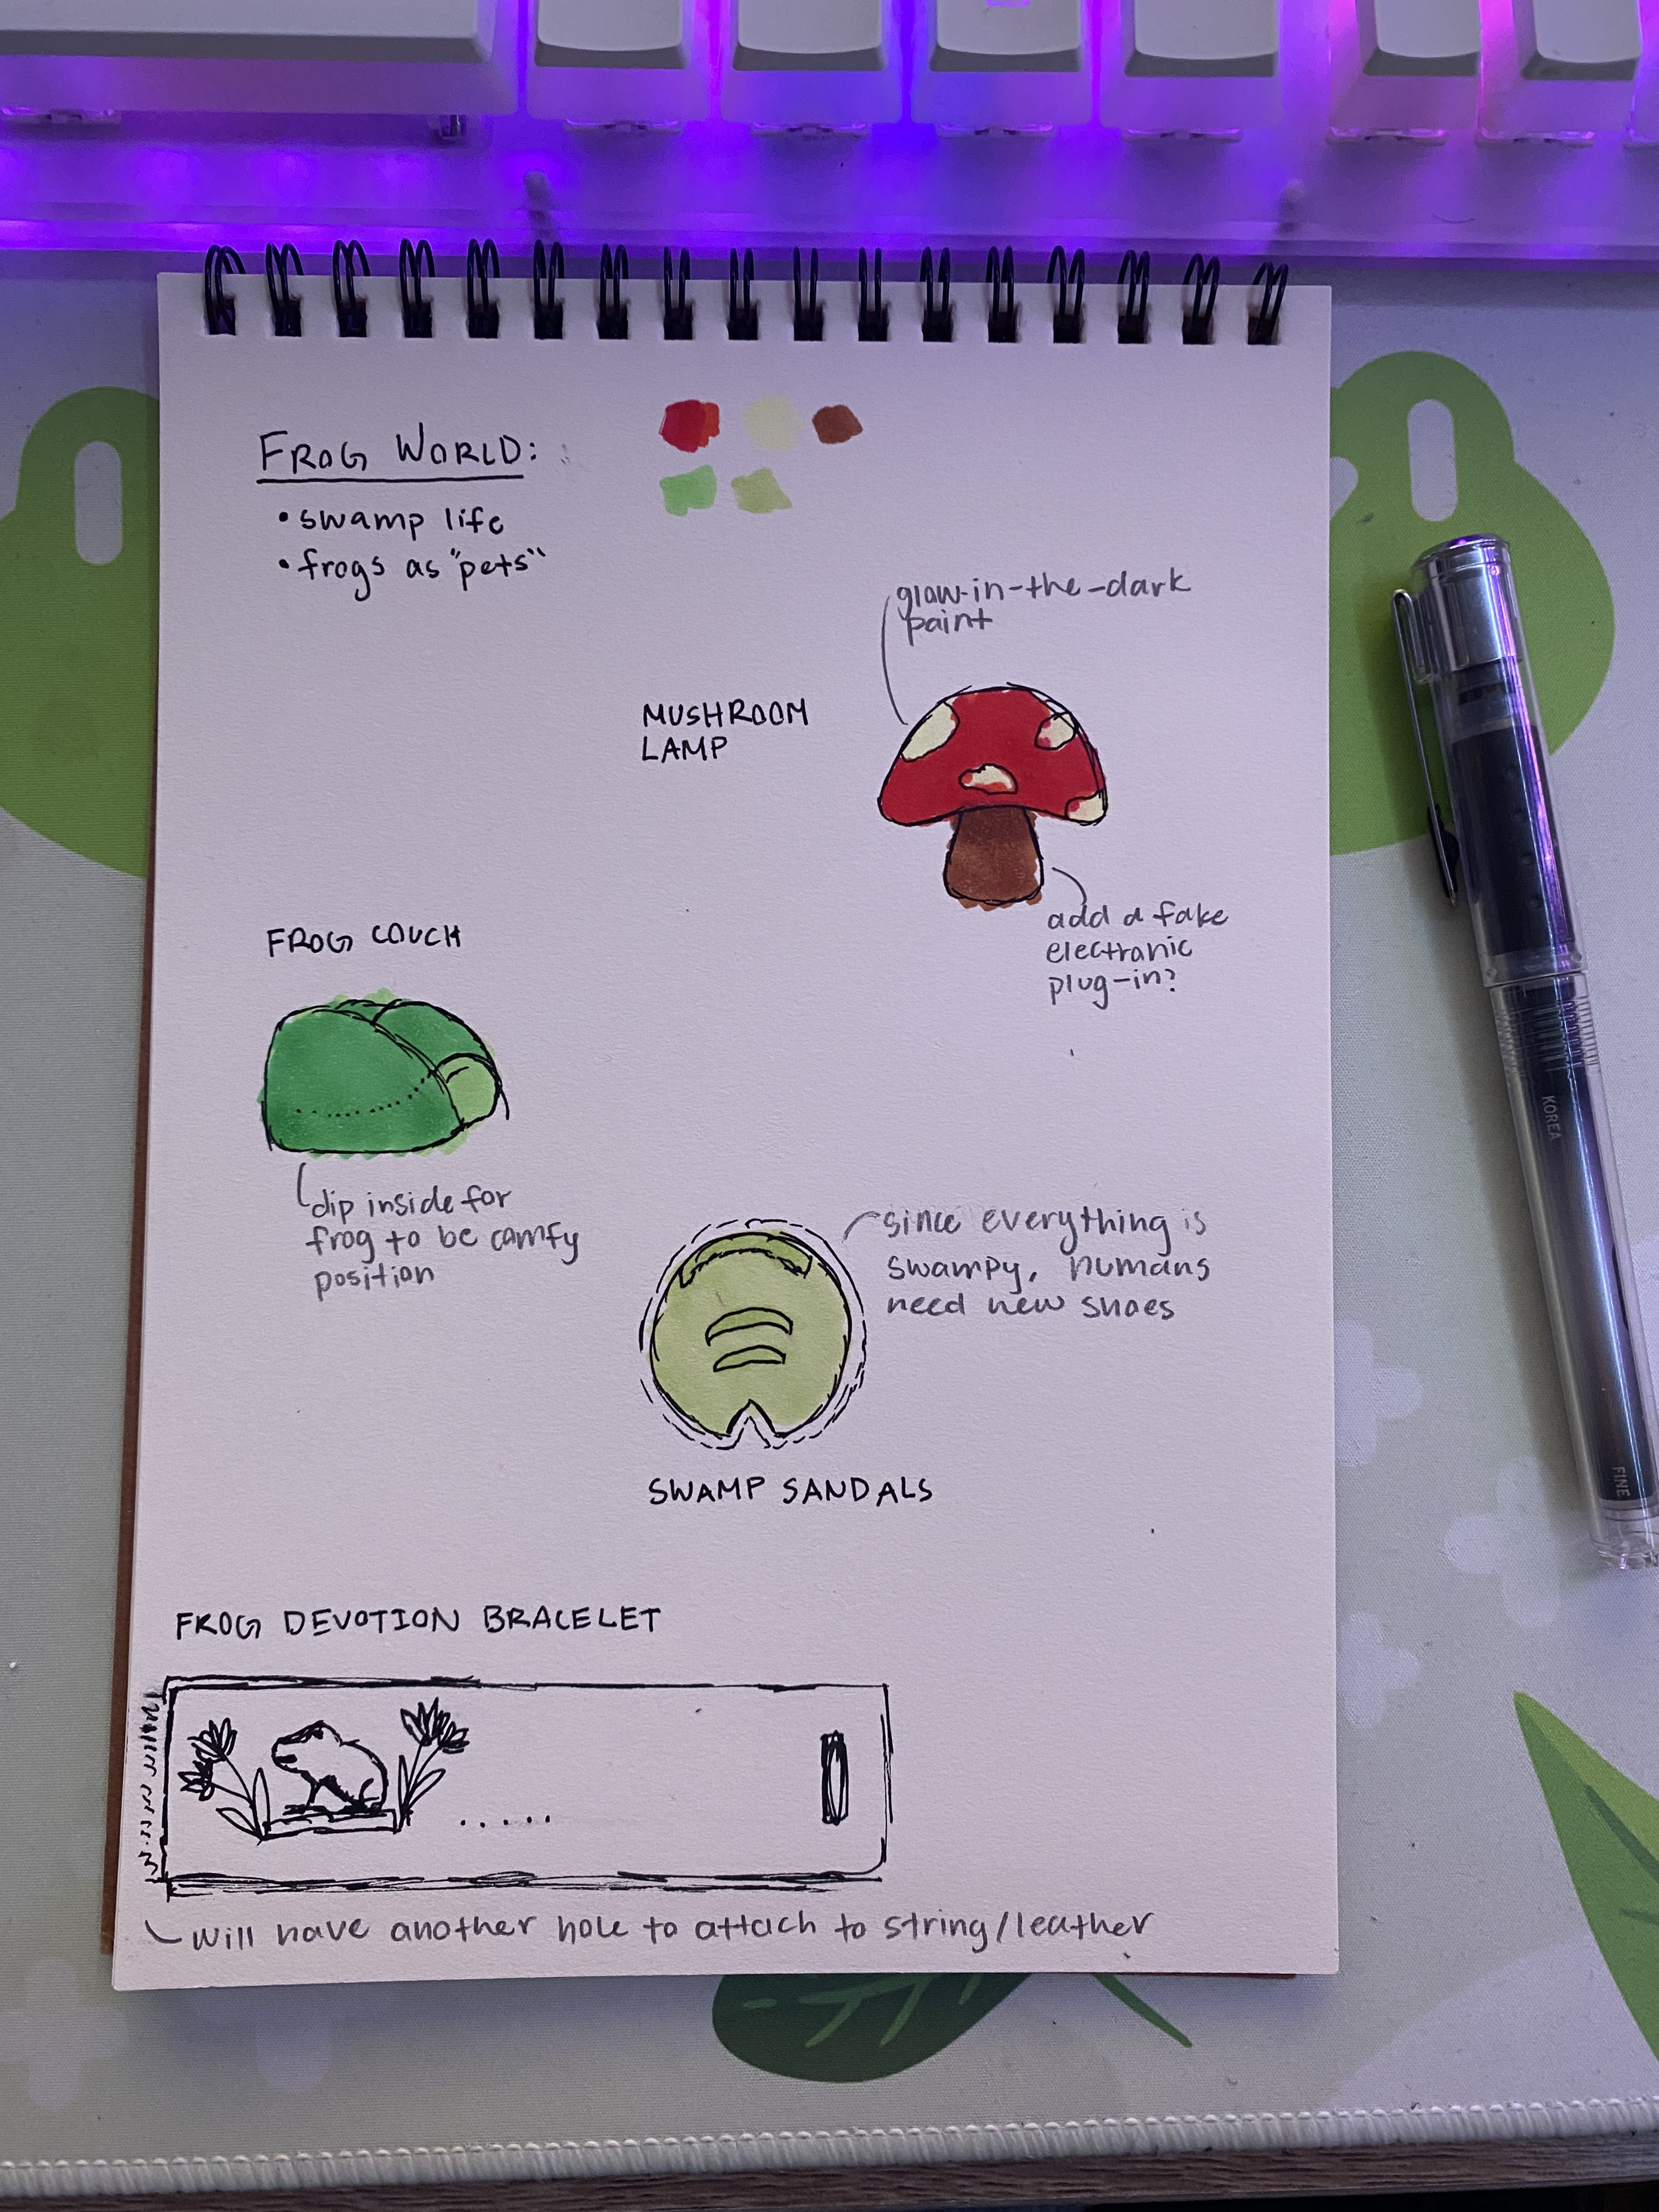 FROG WORLD:
• swamp life
• frogs as "pets"
glow-in-the-dark
paint
MUSHROOM
LAMP
add a fake
electronic
plug-in?
FROG COUCH
dip inside for
frog to be comfy
position
since everything is
swampy, humans
need new shoes
SWAMP SANDALS
FROG DEVOTION BRACELET
will have another hole to attach to string/leather
KOREA
FINE